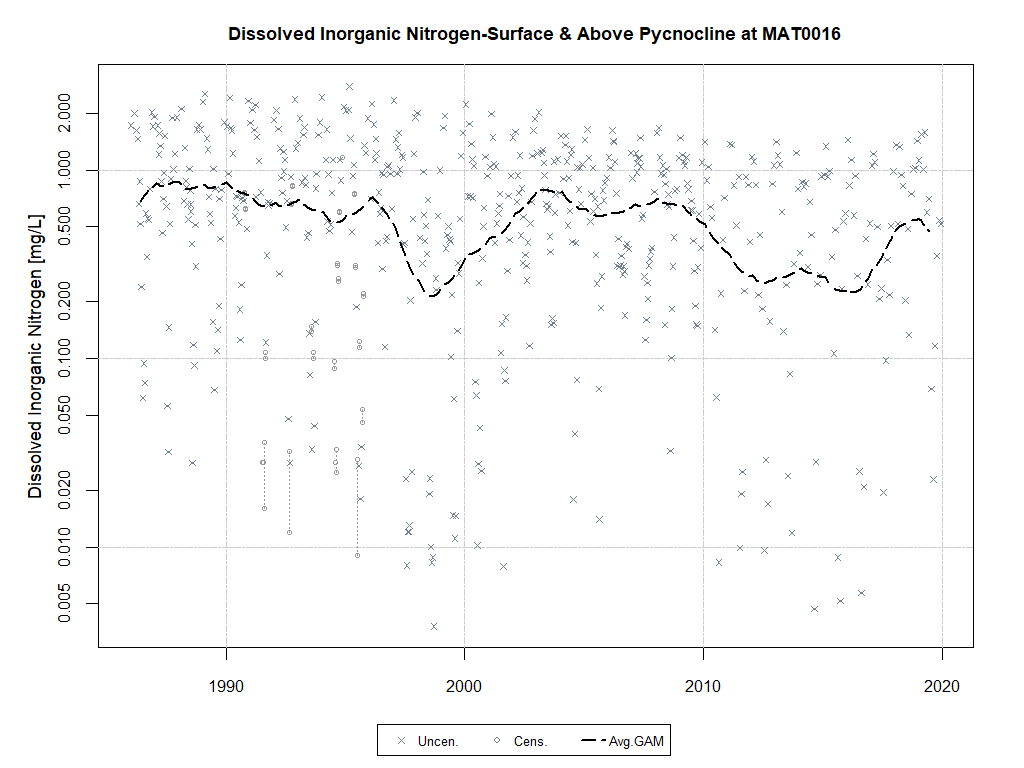 Dissolved Inorganic Nitrogen-Surface & Above Pycnocline at MAT0016
Dissolved Inorganic Nitrogen [mg/L]
2.000
1.000
0.500
0.200
0.100
0.050
0.020
0.010
0.005
1990 2000 2010 2020
Uncen. Cens. Avg.GAM